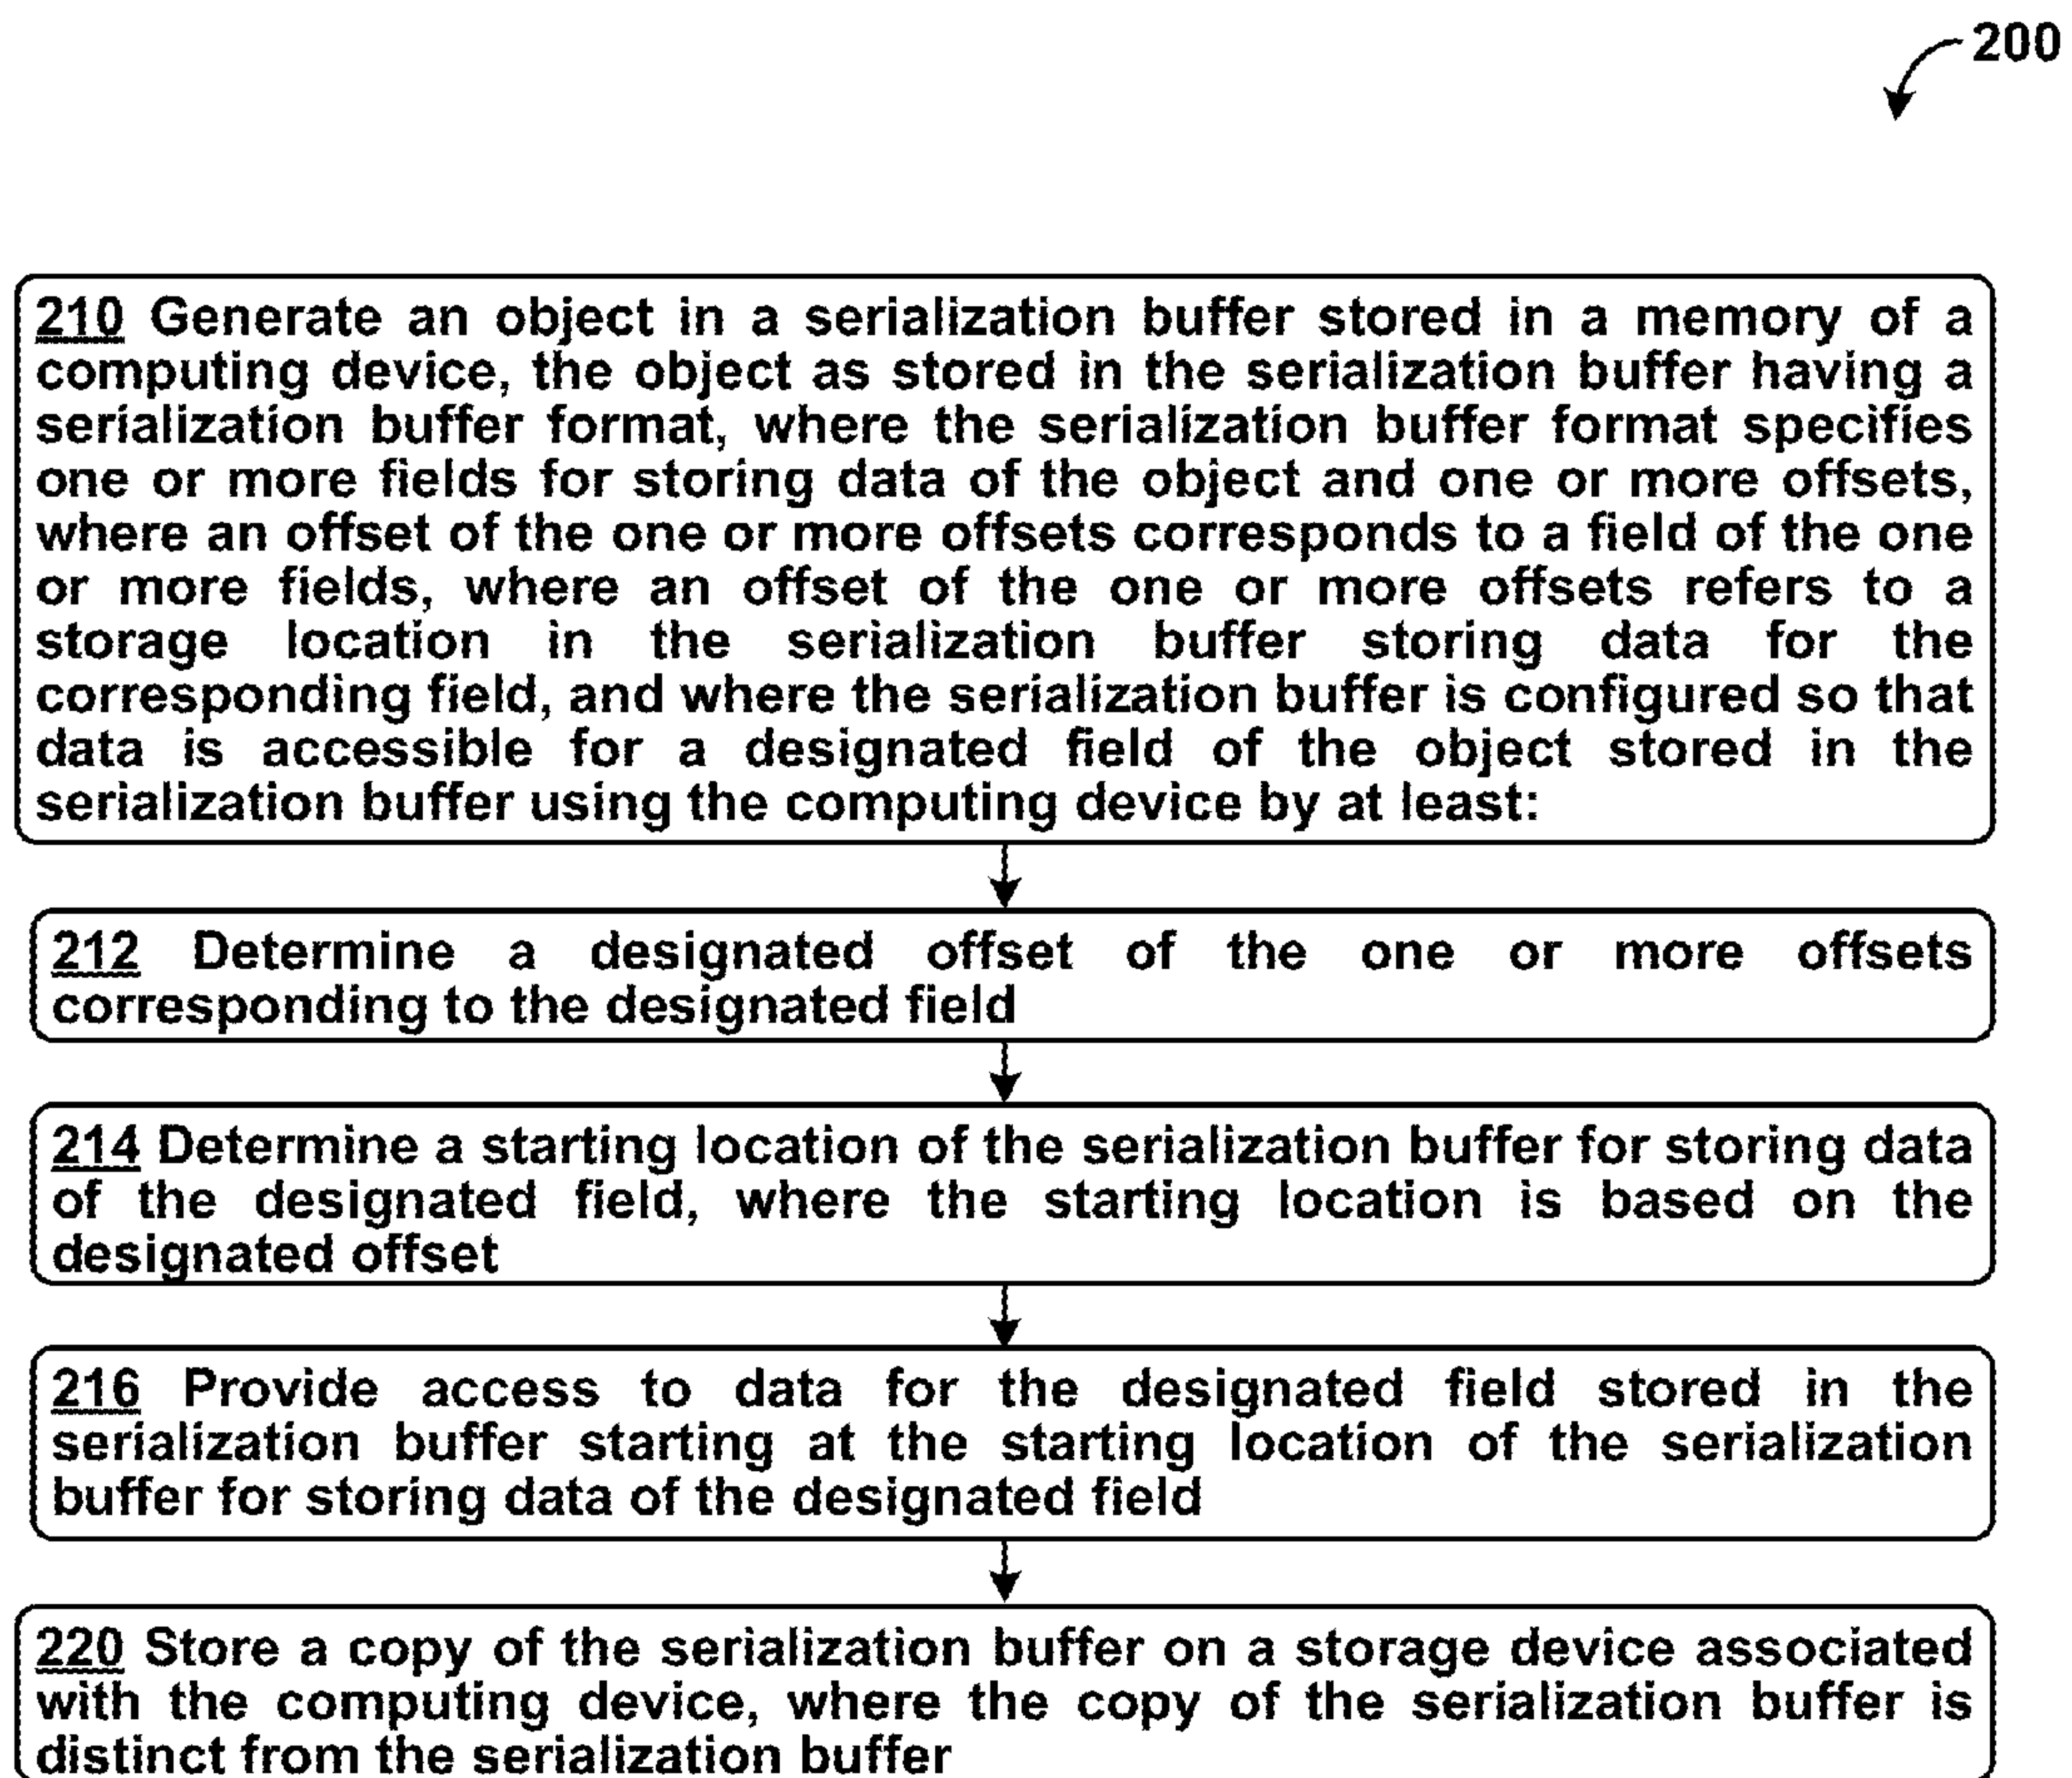 200
210 Generate an object in a serialization buffer stored in a memory of a
computing device, the object as stored in the serialization buffer having a
serialization buffer format, where the serialization buffer format specifies
one or more fields for storing data of the object and one or more offsets,
where an offset of the one or more offsets corresponds to a field of the one
or more fields, where an offset of the one or more offsets refers to a
storage location in the serialization buffer storing data for the
corresponding field, and where the serialization buffer is configured so that
data is accessible for a designated field of the object stored in the
serialization buffer using the computing device by at least:
212 Determine a designated offset of the one or more offsets
corresponding to the designated field
214 Determine a starting location of the serialization buffer for storing data
of the designated field, where the starting location is based on the
designated offset
216 Provide access to data for the designated field stored in the
serialization buffer starting at the starting location of the serialization
buffer for storing data of the designated field
220 Store a copy of the serialization buffer on a storage device associated
with the computing device, where the copy of the serialization buffer is
distinct from the serialization buffer